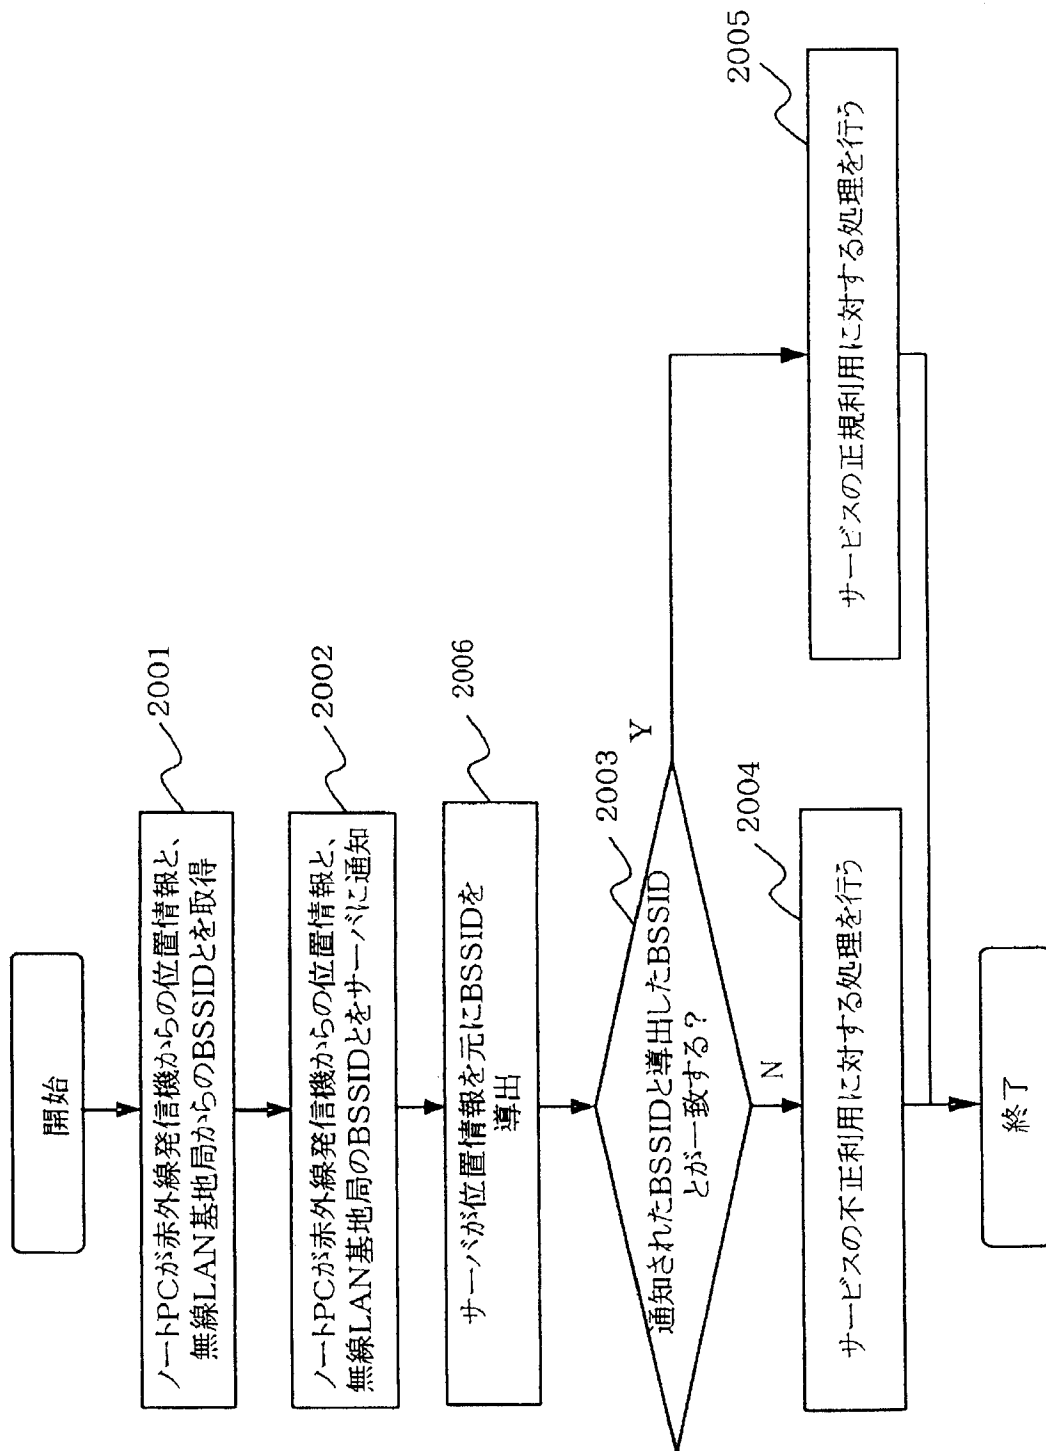 開始
ノートPCが赤外線発信機からの位置情報と、
無線LAN基地局からのBSSIDとを取得
2001
ノートPCが赤外線発信機からの位置情報と、
無線LAN基地局のBSSIDとをサーバに通知
2002
サーバが位置情報を元にBSSIDを
導出
2006
通知されたBSSIDと導出したBSSID
とが一致する?
2003
Y
N
サービスの不正利用に対する処理を行う
2004
サービスの正規利用に対する処理を行う
2005
終了